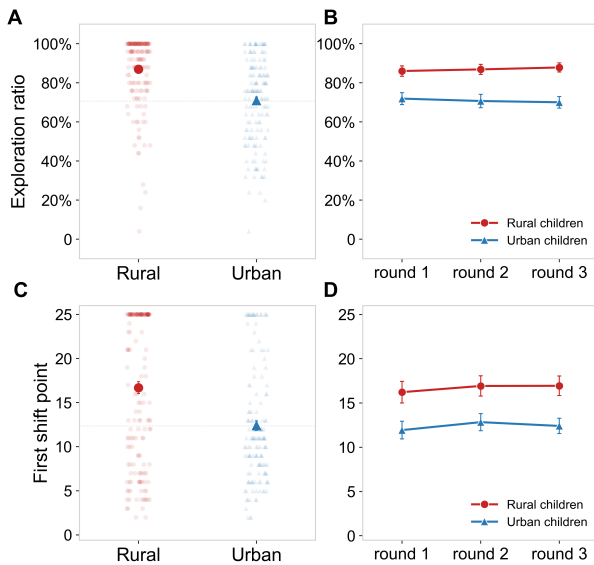 A
B
Exploration ratio
100%
80%
60%
40%
20%
0
Rural
Urban
100%
80%
60%
40%
20%
0
Rural children
Urban children
round 1
round 2
round 3
C
D
First shift point
25
20
15
10
5
0
Rural
Urban
25
20
15
10
5
0
Rural children
Urban children
round 1
round 2
round 3